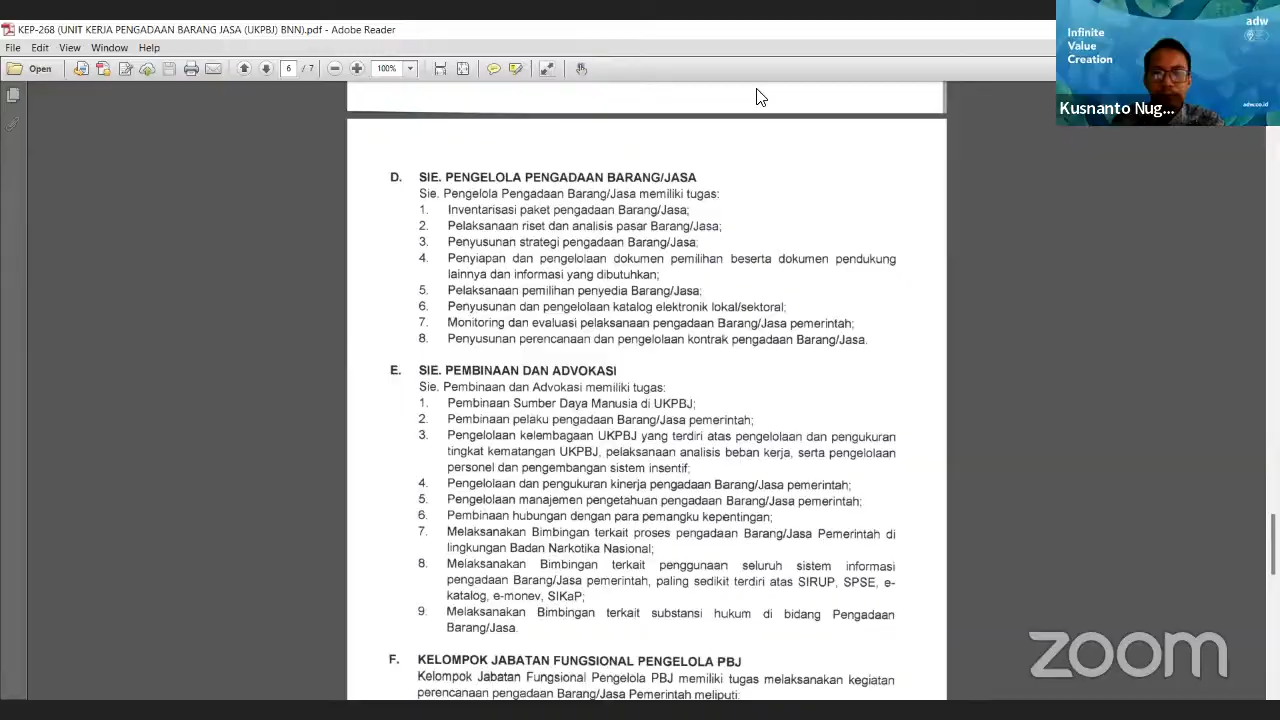 KEP-268 (UNIT KERJA PENGADAAN BARANG JASA (UKPBJ) BNN).pdf - Adobe Reader
File Edit View Window Help
Open 6 / 7 100%
Infinite
Value
Creation
adw
adw.co.id
Kusnanto Nug...
D. SIE. PENGELOLA PENGADAAN BARANG/JASA
Sie. Pengelola Pengadaan Barang/Jasa memiliki tugas:
1. Inventarisasi paket pengadaan Barang/Jasa;
2. Pelaksanaan riset dan analisis pasar Barang/Jasa;
3. Penyusunan strategi pengadaan Barang/Jasa;
4. Penyiapan dan pengelolaan dokumen pemilihan beserta dokumen pendukung
lainnya dan informasi yang dibutuhkan;
5. Pelaksanaan pemilihan penyedia Barang/Jasa;
6. Penyusunan dan pengelolaan katalog elektronik lokal/sektoral;
7. Monitoring dan evaluasi pelaksanaan pengadaan Barang/Jasa pemerintah;
8. Penyusunan perencanaan dan pengelolaan kontrak pengadaan Barang/Jasa.
E. SIE. PEMBINAAN DAN ADVOKASI
Sie. Pembinaan dan Advokasi memiliki tugas:
1. Pembinaan Sumber Daya Manusia di UKPBJ;
2. Pembinaan pelaku pengadaan Barang/Jasa pemerintah;
3. Pengelolaan kelembagaan UKPBJ yang terdiri atas pengelolaan dan pengukuran
tingkat kematangan UKPBJ, pelaksanaan analisis beban kerja, serta pengelolaan
personel dan pengembangan sistem insentif;
4. Pengelolaan dan pengukuran kinerja pengadaan Barang/Jasa pemerintah;
5. Pengelolaan manajemen pengetahuan pengadaan Barang/Jasa pemerintah;
6. Pembinaan hubungan dengan para pemangku kepentingan;
7. Melaksanakan Bimbingan terkait proses pengadaan Barang/Jasa Pemerintah di
lingkungan Badan Narkotika Nasional;
8. Melaksanakan Bimbingan terkait penggunaan seluruh sistem informasi
pengadaan Barang/Jasa pemerintah, paling sedikit terdiri atas SIRUP, SPSE, e-
katalog, e-monev, SIKaP;
9. Melaksanakan Bimbingan terkait substansi hukum di bidang Pengadaan
Barang/Jasa.
F. KELOMPOK JABATAN FUNGSIONAL PENGELOLA PBJ
Kelompok Jabatan Fungsional Pengelola PBJ memiliki tugas melaksanakan kegiatan
perencanaan pengadaan Barang/Jasa Pemerintah meliputi:
zoom